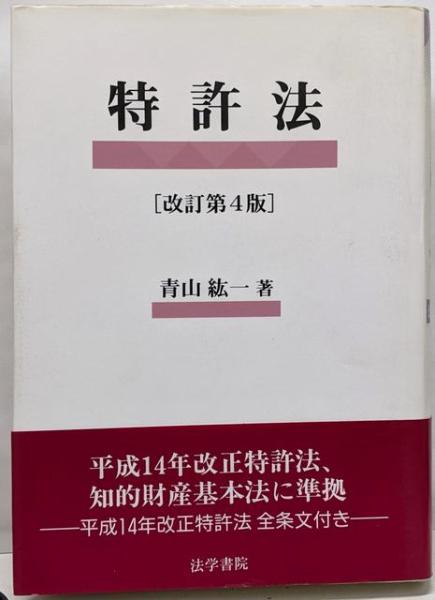 特許法
[改訂第4版]
青山紘一 著
平成14年改正特許法、
知的財産基本法に準拠
──平成14年改正特許法 全条文付き──
法学書院